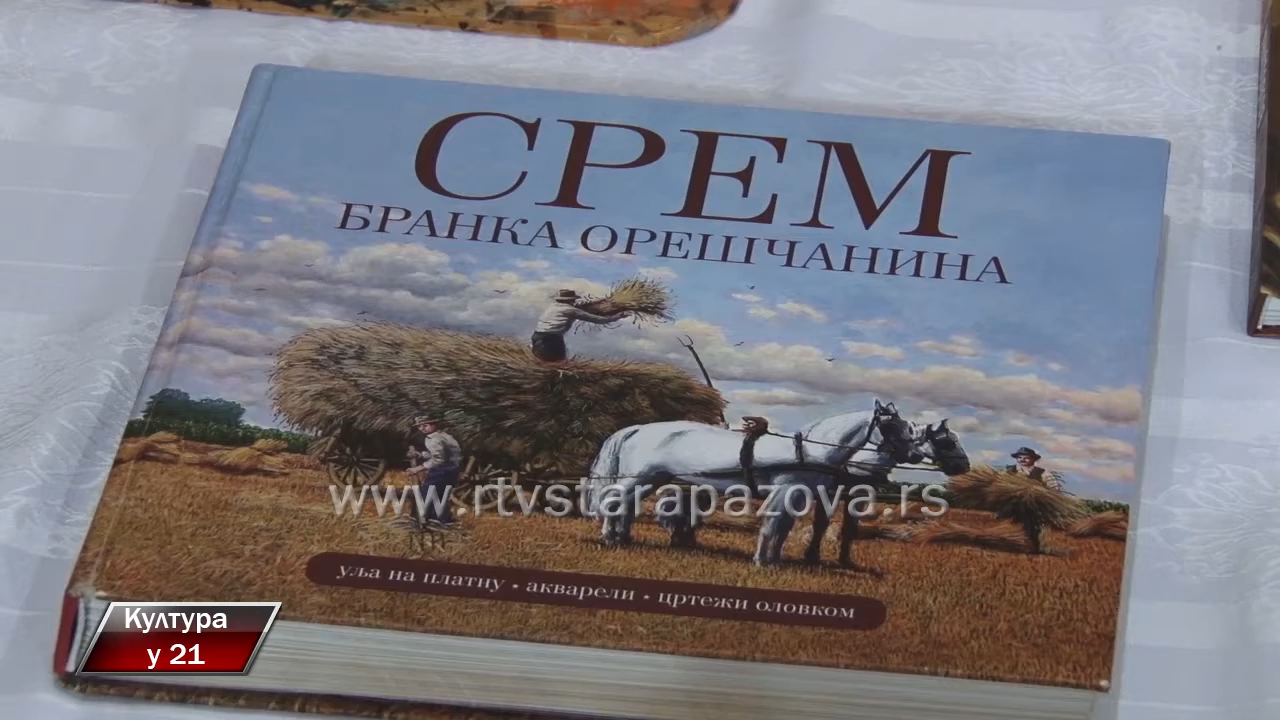 СРЕМ
БРАНКА ОРЕШЧАНИНА
www.rtvstarapazova.rs
уља на платну • акварели • цртежи оловком
Култура
у 21